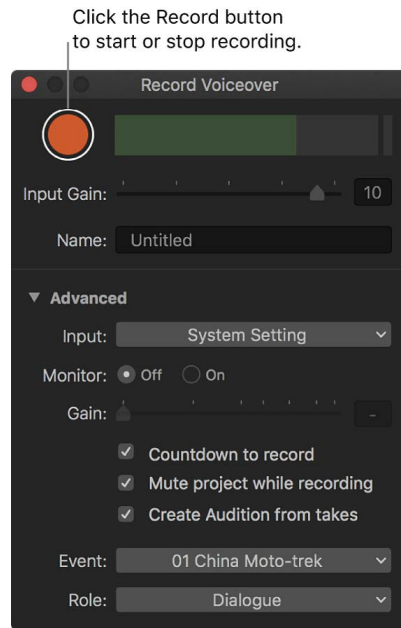 Click the Record button
to start or stop recording.
Record Voiceover
Input Gain: 10
Name: Untitled
Advanced
Input: System Setting
Monitor: Off On
Gain: -
Countdown to record
Mute project while recording
Create Audition from takes
Event: 01 China Moto-trek
Role: Dialogue